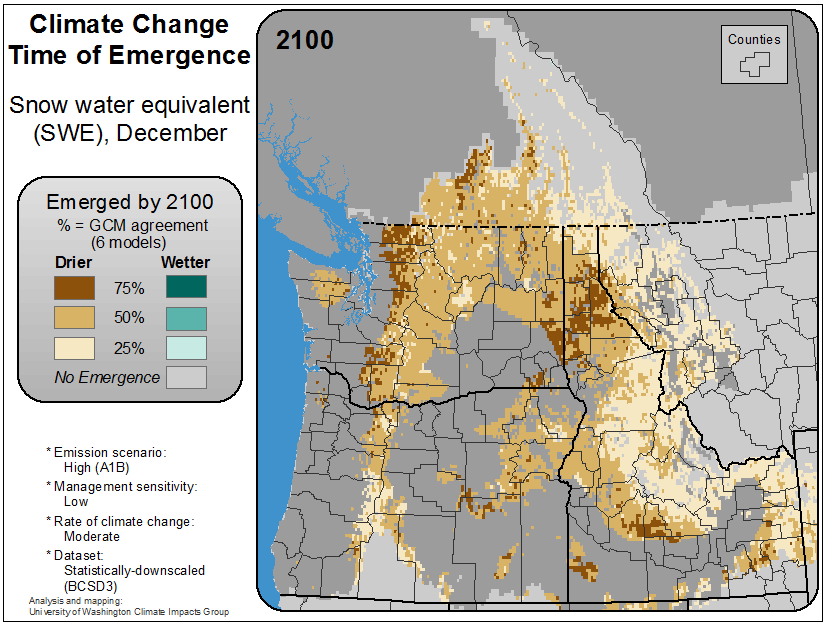 Climate Change
Time of Emergence
Snow water equivalent
(SWE), December
Emerged by 2100
% = GCM agreement
(6 models)
Drier Wetter
75%
50%
25%
No Emergence
* Emission scenario:
High (A1B)
* Management sensitivity:
Low
* Rate of climate change:
Moderate
* Dataset:
Statistically-downscaled
(BCSD3)
Analysis and mapping:
University of Washington Climate Impacts Group
2100
Counties